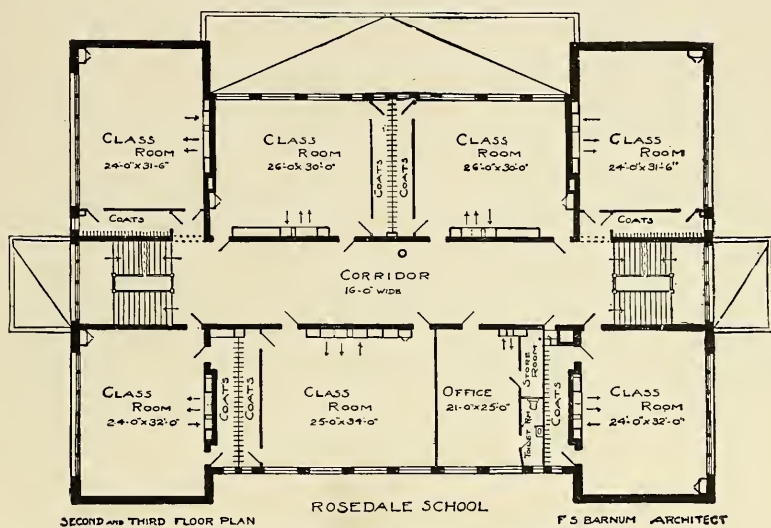 CLASS
ROOM
24'-0"X31'-6"
COATS
CLASS
ROOM
26'-0"X30'-0"
COATS
COATS
CLASS
ROOM
26'-0"X30'-0"
CLASS
ROOM
24'-0"X31'-6"
COATS
CORRIDOR
16'-0" WIDE
CLASS
ROOM
24'-0"X32'-0"
COATS
COATS
CLASS
ROOM
25'-0"X34'-0"
OFFICE
21'-0"X25'-0"
STORE
ROOM
TOILET RM
COATS
CLASS
ROOM
24'-0"X32'-0"
SECOND AND THIRD FLOOR PLAN
ROSEDALE SCHOOL
F S BARNUM ARCHITECT